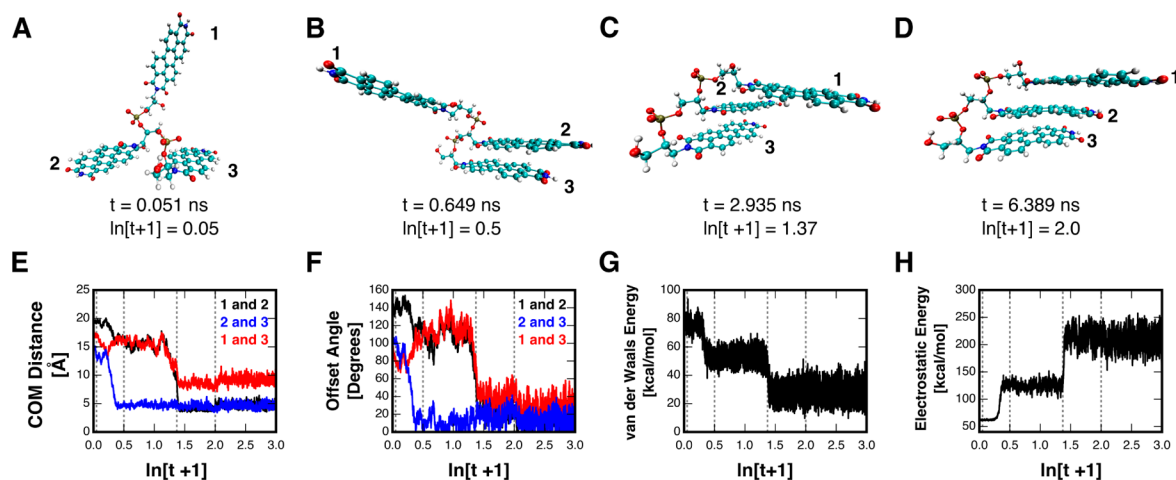 A
1
2
3
t = 0.051 ns
ln[t+1] = 0.05
B
1
2
3
t = 0.649 ns
ln[t+1] = 0.5
C
2
1
3
t = 2.935 ns
ln[t +1] = 1.37
D
1
2
3
t = 6.389 ns
ln[t+1] = 2.0
E
COM Distance
[Å]
25
20
15
10
5
0
1 and 2
2 and 3
1 and 3
0.0 0.5 1.0 1.5 2.0 2.5 3.0
ln[t +1]
F
Offset Angle
[Degrees]
160
140
120
100
80
60
40
20
0
1 and 2
2 and 3
1 and 3
0.0 0.5 1.0 1.5 2.0 2.5 3.0
ln[t +1]
G
van der Waals Energy
[kcal/mol]
100
80
60
40
20
0
0.0 0.5 1.0 1.5 2.0 2.5 3.0
ln[t+1]
H
Electrostatic Energy
[kcal/mol]
300
250
200
150
100
50
0.0 0.5 1.0 1.5 2.0 2.5 3.0
ln[t +1]